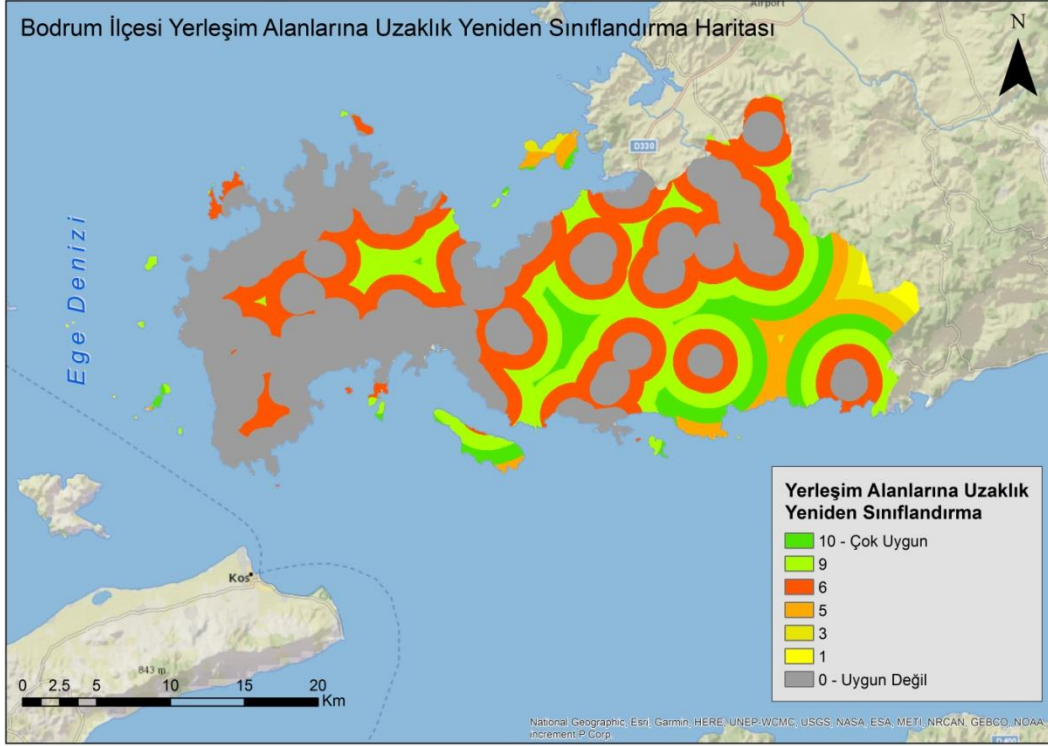 Bodrum İlçesi Yerleşim Alanlarına Uzaklık Yeniden Sınıflandırma Haritası
Airport
N
D330
Ege Denizi
Kos
843 m
Yerleşim Alanlarına Uzaklık
Yeniden Sınıflandırma
10 - Çok Uygun
9
6
5
3
1
0 - Uygun Değil
0 2.5 5 10 15 20
Km
National Geographic, Esri, Garmin, HERE, UNEP-WCMC, USGS, NASA, ESA, METI, NRCAN, GEBCO, NOAA,
increment P Corp.
D400